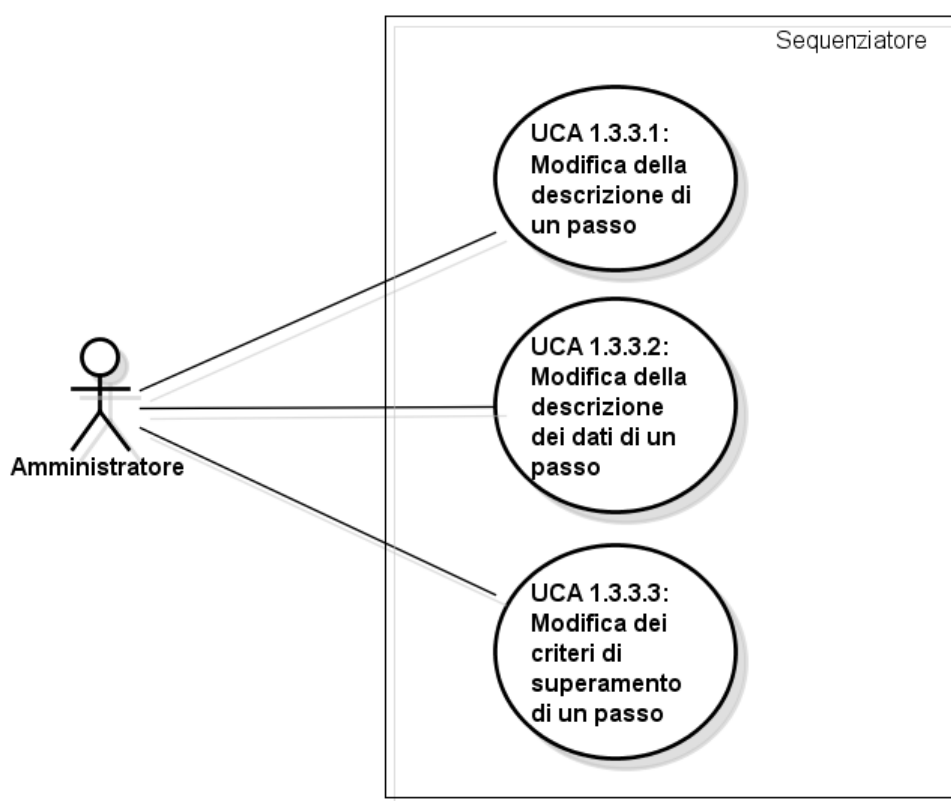 Sequenziatore
UCA 1.3.3.1:
Modifica della
descrizione di
un passo
UCA 1.3.3.2:
Modifica della
descrizione
dei dati di un
passo
Amministratore
UCA 1.3.3.3:
Modifica dei
criteri di
superamento
di un passo